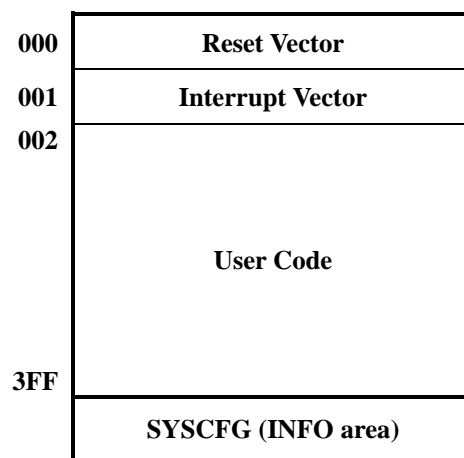 000 Reset Vector
001 Interrupt Vector
002
User Code
3FF
SYSCFG (INFO area)